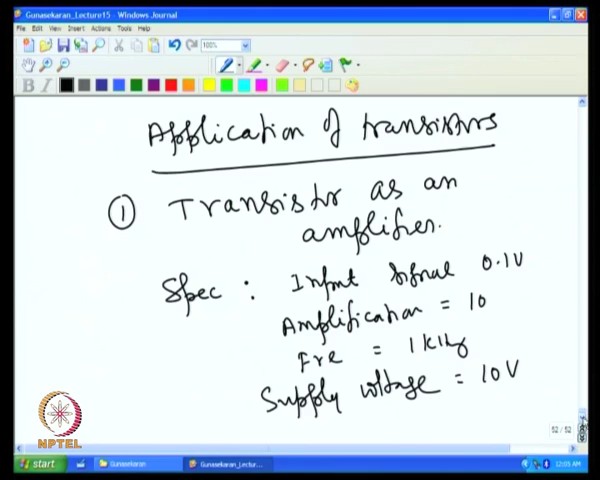 Gunasekaran_Lecture15 - Windows Journal
File Edit View Insert Actions Tools Help
100%
B I
Application of transistors
① Transistor as an
amplifier.
Spec : Input signal 0.1V
Amplification = 10
Fre = 1 kHz
Supply voltage = 10V
NPTEL
52 / 52
start Gunasekaran Gunasekaran_Lectur... 12:05 AM